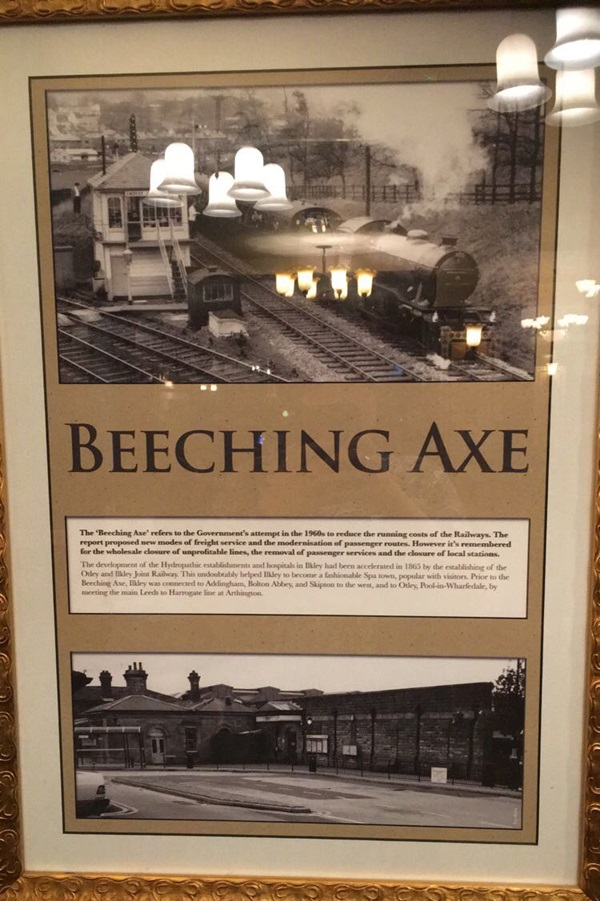 BEECHING AXE
The 'Beeching Axe' refers to the Government's attempt in the 1960s to reduce the running costs of the Railways. The
report proposed new modes of freight service and the modernisation of passenger routes. However it's remembered
for the wholesale closure of unprofitable lines, the removal of passenger services and the closure of local stations.
The development of the Hydropathic establishments and hospitals in Ilkley had been accelerated in 1865 by the establishing of the
Otley and Ilkley Joint Railway. This undoubtedly helped Ilkley to become a fashionable Spa town, popular with visitors. Prior to the
Beeching Axe, Ilkley was connected to Addingham, Bolton Abbey, and Skipton to the west, and to Otley, Pool-in-Wharfedale, by
meeting the main Leeds to Harrogate line at Arthington.